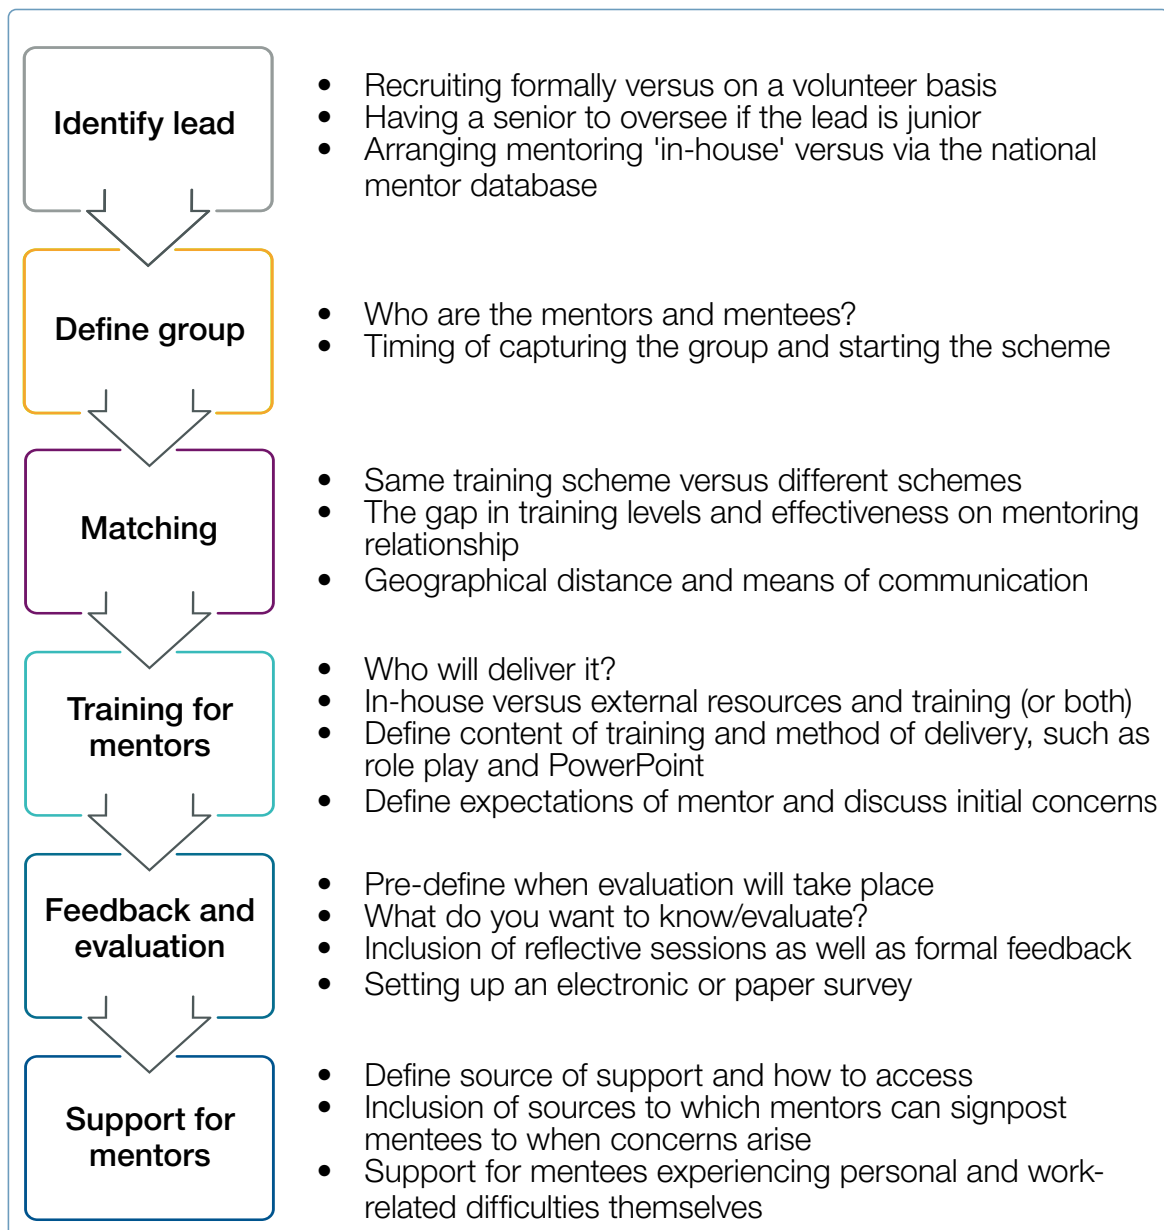 Identify lead
• Recruiting formally versus on a volunteer basis
• Having a senior to oversee if the lead is junior
• Arranging mentoring 'in-house' versus via the national
mentor database
Define group
• Who are the mentors and mentees?
• Timing of capturing the group and starting the scheme
Matching
• Same training scheme versus different schemes
• The gap in training levels and effectiveness on mentoring
relationship
• Geographical distance and means of communication
Training for
mentors
• Who will deliver it?
• In-house versus external resources and training (or both)
• Define content of training and method of delivery, such as
role play and PowerPoint
• Define expectations of mentor and discuss initial concerns
Feedback and
evaluation
• Pre-define when evaluation will take place
• What do you want to know/evaluate?
• Inclusion of reflective sessions as well as formal feedback
• Setting up an electronic or paper survey
Support for
mentors
• Define source of support and how to access
• Inclusion of sources to which mentors can signpost
mentees to when concerns arise
• Support for mentees experiencing personal and work-
related difficulties themselves